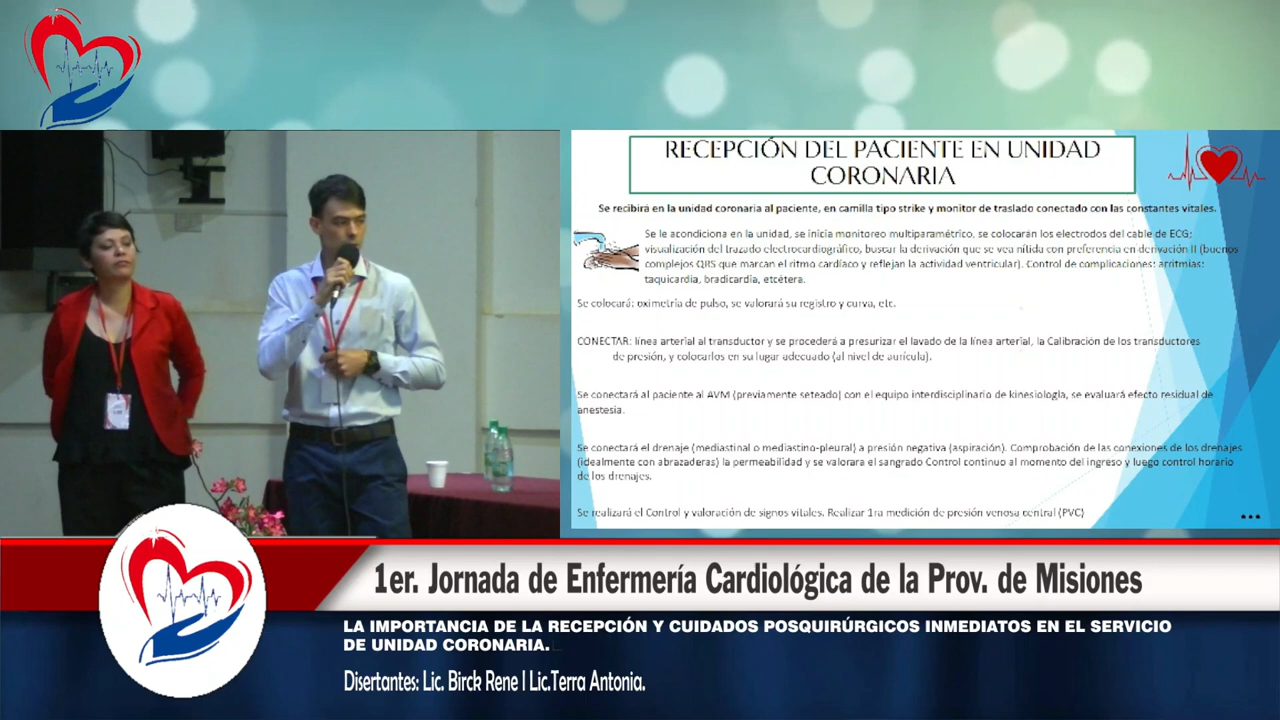 RECEPCIÓN DEL PACIENTE EN UNIDAD
CORONARIA
Se recibirá en la unidad coronaria al paciente, en camilla tipo strike y monitor de traslado conectado con las constantes vitales.
Se le acondiciona en la unidad, se inicia monitoreo multiparamétrico, se colocarán los electrodos del cable de ECG;
visualización del trazado electrocardiográfico, buscar la derivación que se vea nítida con preferencia en derivación II (buenos
complejos QRS que marcan el ritmo cardíaco y reflejan la actividad ventricular). Control de complicaciones: arritmias:
taquicardia, bradicardia, etcétera.
Se colocará: oximetría de pulso, se valorará su registro y curva, etc.
CONECTAR: línea arterial al transductor y se procederá a presurizar el lavado de la línea arterial, la Calibración de los transductores
de presión, y colocarlos en su lugar adecuado (al nivel de aurícula).
Se conectará al paciente al AVM (previamente seteado) con el equipo interdisciplinario de kinesiología, se evaluará efecto residual de
anestesia.
Se conectará el drenaje (mediastinal o mediastino-pleural) a presión negativa (aspiración). Comprobación de las conexiones de los drenajes
(idealmente con abrazaderas) la permeabilidad y se valorara el sangrado Control continuo al momento del ingreso y luego control horario
de los drenajes.
Se realizará el Control y valoración de signos vitales. Realizar 1ra medición de presión venosa central (PVC)
1er. Jornada de Enfermería Cardiológica de la Prov. de Misiones
LA IMPORTANCIA DE LA RECEPCIÓN Y CUIDADOS POSQUIRÚRGICOS INMEDIATOS EN EL SERVICIO
DE UNIDAD CORONARIA.
Disertantes: Lic. Birck Rene I Lic.Terra Antonia.